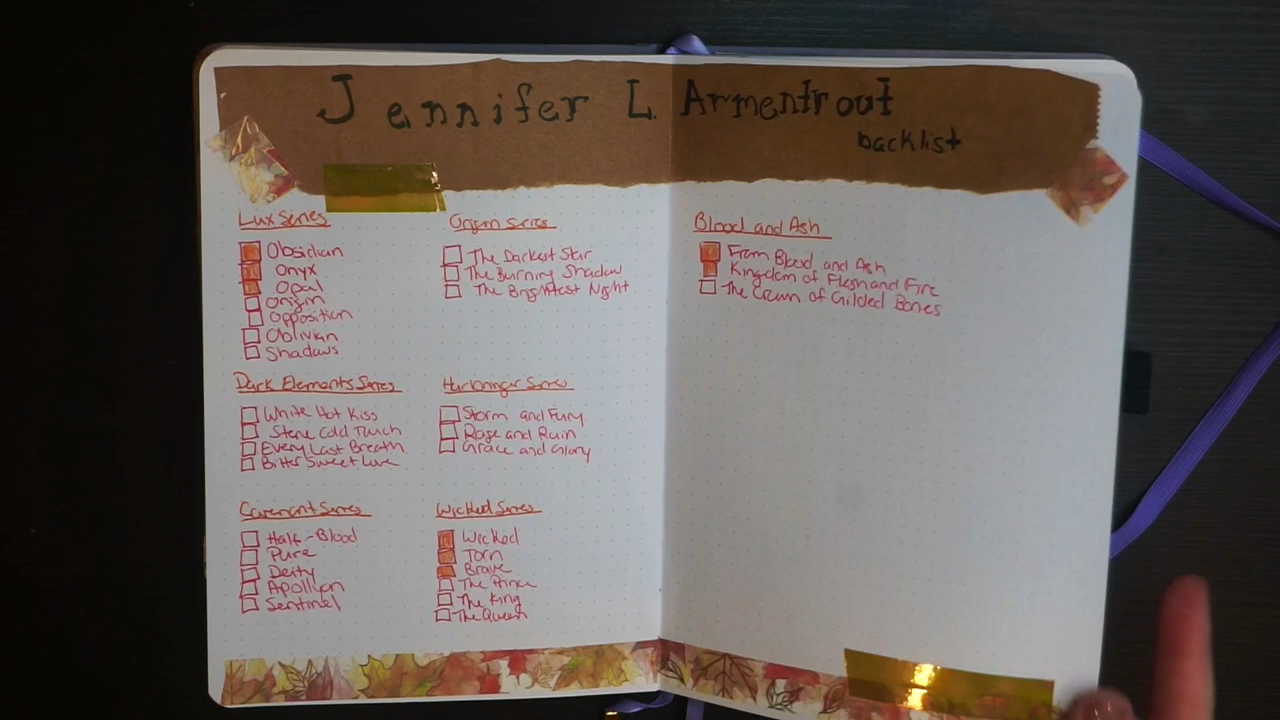 Jennifer L. Armentrout
backlist
Lux Series
Obsidian
Onyx
Opal
Origin
Opposition
Oblivian
Shadows
Origin Series
The Darkest Star
The Burning Shadow
The Brightest Night
Dark Elements Series
White Hot Kiss
Stone Cold Touch
Every Last Breath
Bitter Sweet Love
Harbinger Series
Storm and Fury
Rage and Ruin
Grace and Glory
Covenant Series
Half-Blood
Pure
Deity
Apollyon
Sentinel
Wicked Series
Wicked
Torn
Brave
The Prince
The King
The Queen
Blood and Ash
From Blood and Ash
Kingdom of Flesh and Fire
The Crown of Gilded Bones